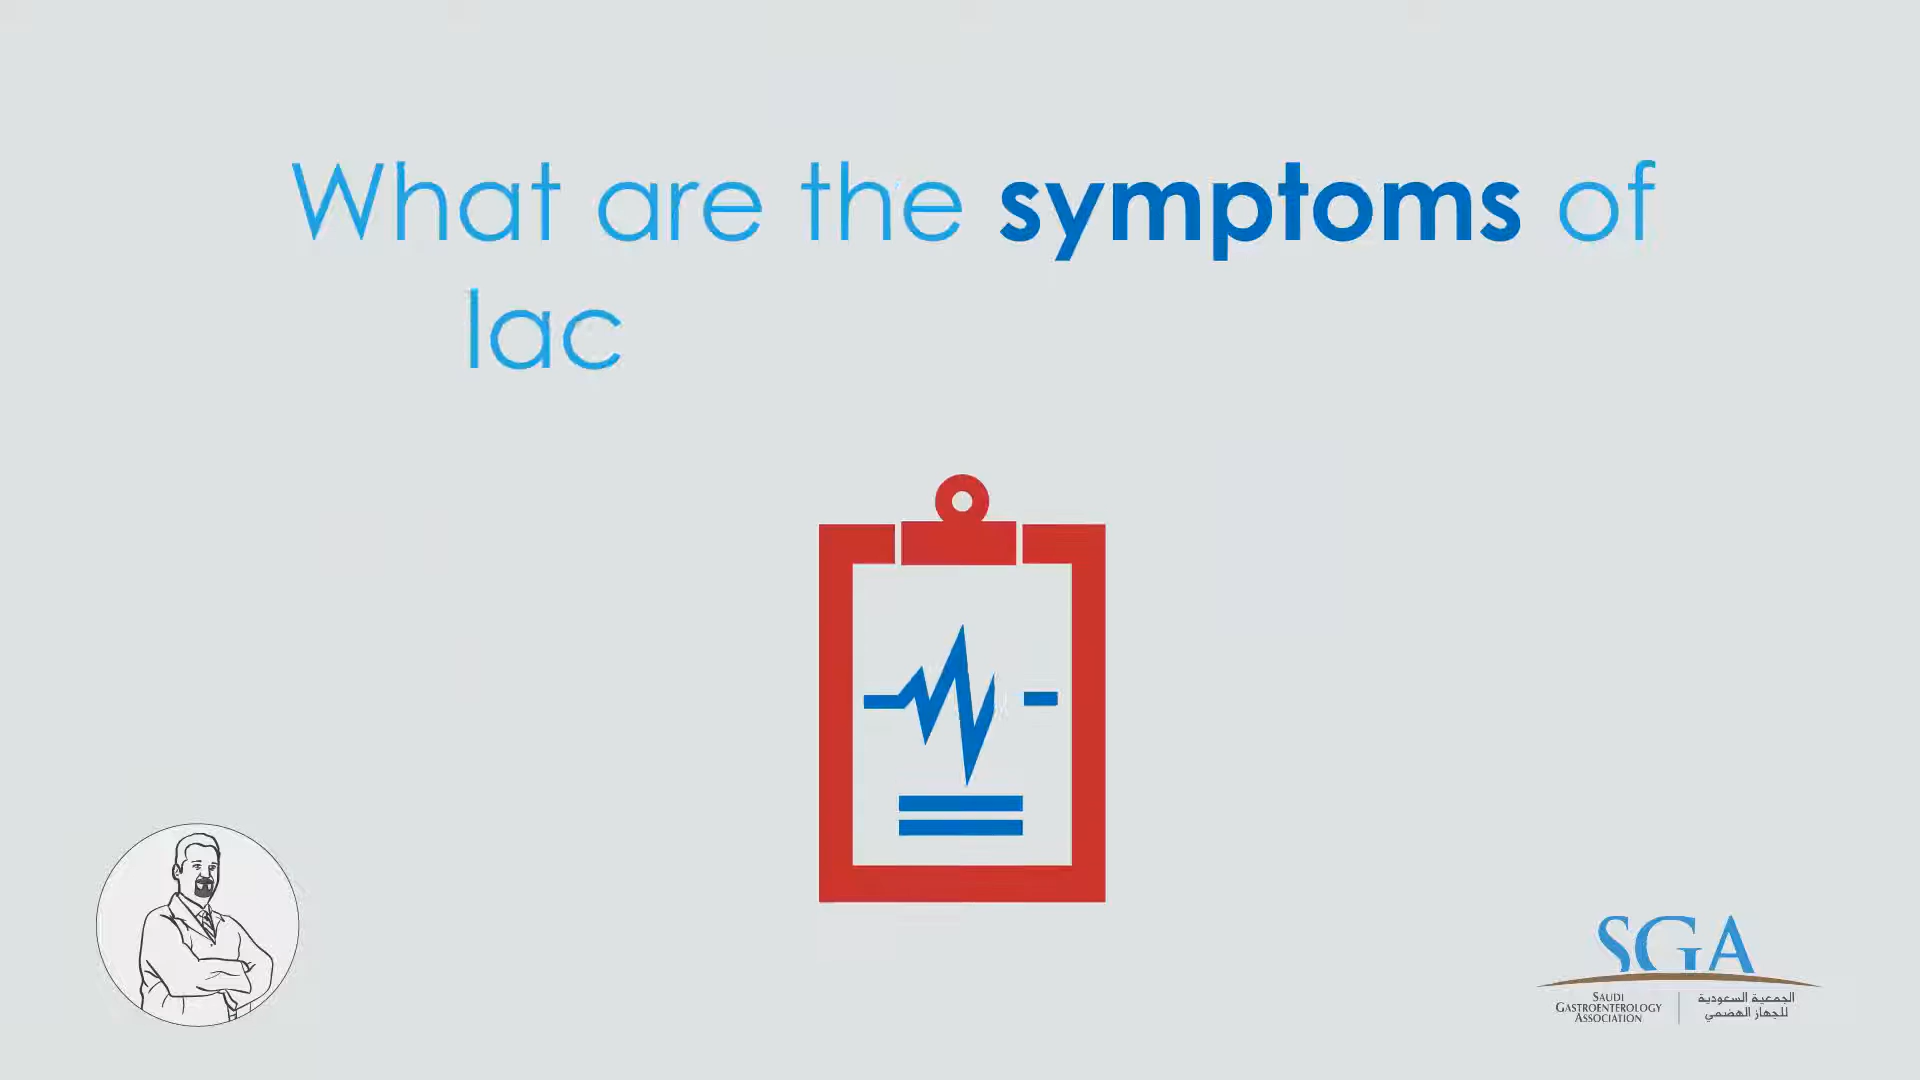 What are the symptoms of
lac
SGA
SAUDI
GASTROENTEROLOGY
ASSOCIATION
الجمعية السعودية
للجهاز الهضمي